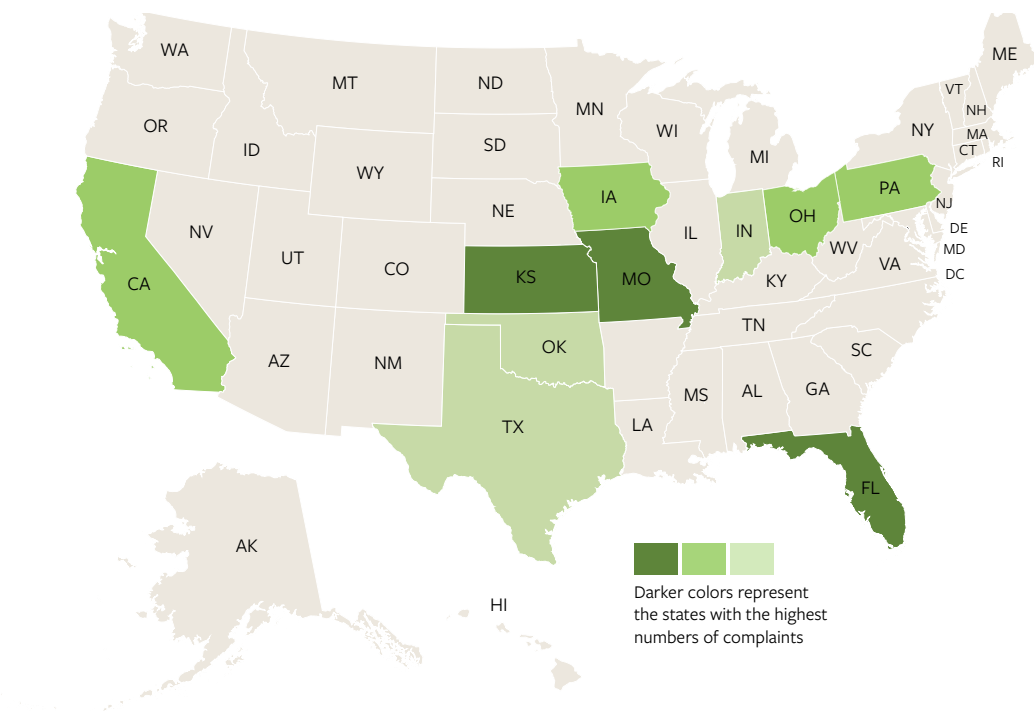 ME
WA
VT
MT
ND
NH
MN
OR
NY
WI
MA
SD
CT
ID
MI
RI
WY
PA
IA
NJ
NE
OH
DE
NV
IL
IN
WV
MD
UT
VA
CO
DC
KS
MO
KY
CA
TN
OK
SC
AZ
NM
GA
MS
AL
LA
TX
FL
AK
HI
Darker colors represent
the states with the highest
numbers of complaints